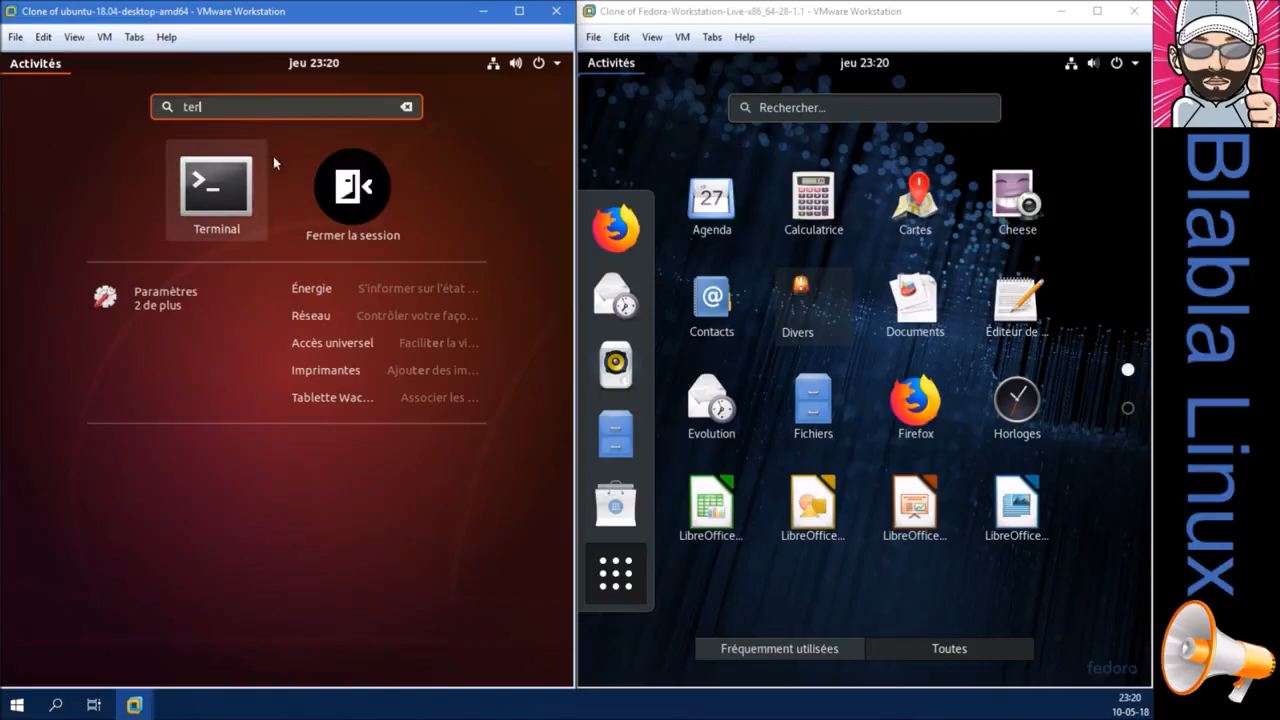 Clone of ubuntu-18.04-desktop-amd64 - VMware Workstation
File Edit View VM Tabs Help
Activités
jeu 23:20
ter
Terminal
Fermer la session
Paramètres
2 de plus
Énergie S'informer sur l'état ...
Réseau Contrôler votre faço...
Accès universel Faciliter la vi...
Imprimantes Ajouter des im...
Tablette Wac... Associer les ...
Clone of Fedora-Workstation-Live-x86_64-28-1.1 - VMware Workstation
File Edit View VM Tabs Help
Activités
jeu 23:20
Rechercher...
27
Agenda
Calculatrice
Cartes
Cheese
@
Contacts
Divers
Documents
Éditeur de ...
Evolution
Fichiers
Firefox
Horloges
LibreOffice...
LibreOffice...
LibreOffice...
LibreOffice...
Fréquemment utilisées
Toutes
fedora
Blabla Linux
23:20
10-05-18